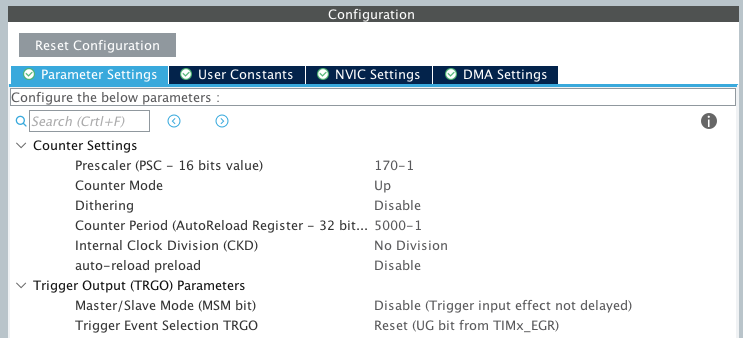 Configuration
Reset Configuration
Parameter Settings User Constants NVIC Settings DMA Settings
Configure the below parameters :
Search (Crtl+F)
Counter Settings
Prescaler (PSC - 16 bits value) 170-1
Counter Mode Up
Dithering Disable
Counter Period (AutoReload Register - 32 bit... 5000-1
Internal Clock Division (CKD) No Division
auto-reload preload Disable
Trigger Output (TRGO) Parameters
Master/Slave Mode (MSM bit) Disable (Trigger input effect not delayed)
Trigger Event Selection TRGO Reset (UG bit from TIMx_EGR)